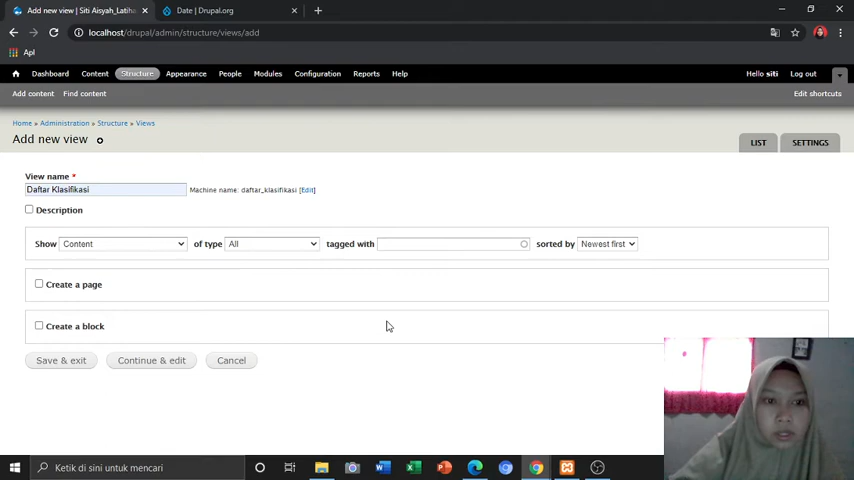 Add new view | Siti Aisyah_Latiha
Date | Drupal.org
localhost/drupal/admin/structure/views/add
Apl
Dashboard Content Structure Appearance People Modules Configuration Reports Help
Hello siti Log out
Add content Find content
Edit shortcuts
Home » Administration » Structure » Views
Add new view
LIST SETTINGS
View name *
Daftar Klasifikasi
Machine name: daftar_klasifikasi [Edit]
Description
Show Content of type All tagged with sorted by Newest first
Create a page
Create a block
Save & exit Continue & edit Cancel
Ketik di sini untuk mencari